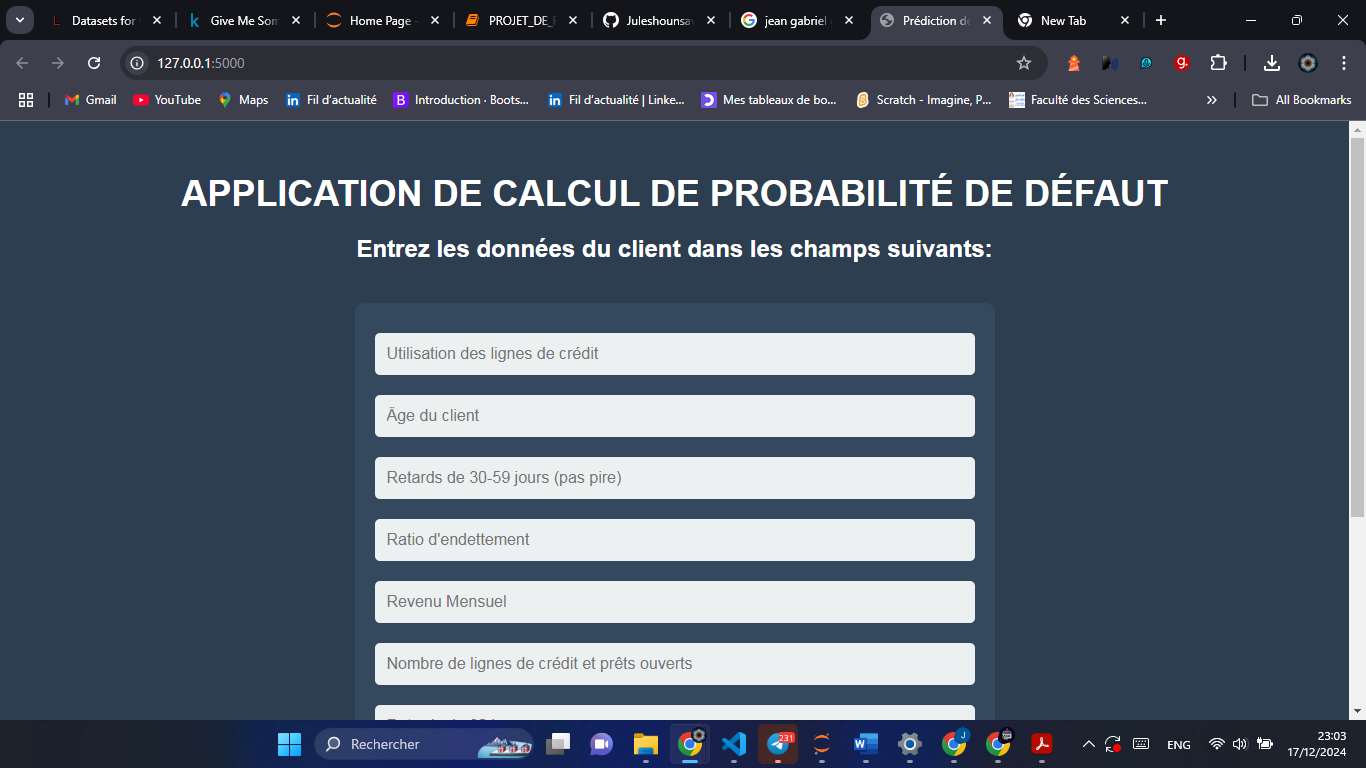 Datasets for
Give Me Som
Home Page -
PROJET_DE_
Juleshounsav
jean gabriel
Prédiction de
New Tab
127.0.0.1:5000
Gmail
YouTube
Maps
Fil d'actualité
Introduction · Boots...
Fil d'actualité | Linke...
Mes tableaux de bo...
Scratch - Imagine, P...
Faculté des Sciences...
All Bookmarks
APPLICATION DE CALCUL DE PROBABILITÉ DE DÉFAUT
Entrez les données du client dans les champs suivants:
Utilisation des lignes de crédit
Âge du client
Retards de 30-59 jours (pas pire)
Ratio d'endettement
Revenu Mensuel
Nombre de lignes de crédit et prêts ouverts
Rechercher
231
ENG
23:03
17/12/2024